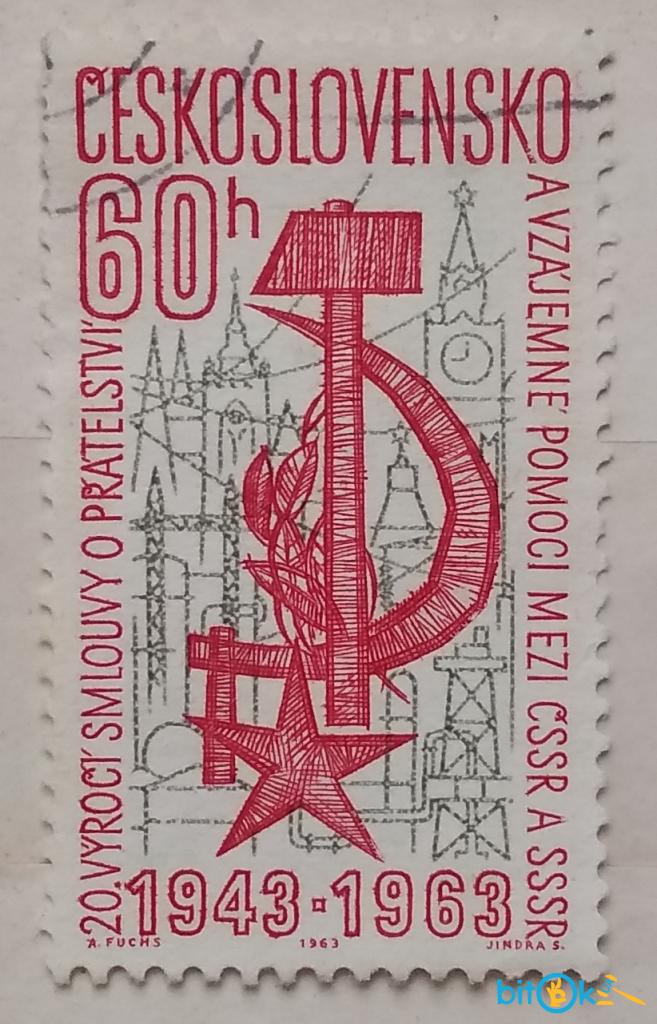 ČESKOSLOVENSKO
60h
20. VÝROČÍ SMLOUVY O PŘÁTELSTVÍ
A VZÁJEMNÉ POMOCI MEZI ČSSR A SSSR
1943 · 1963
A. FUCHS
1963
JINDRA S.
bitOk